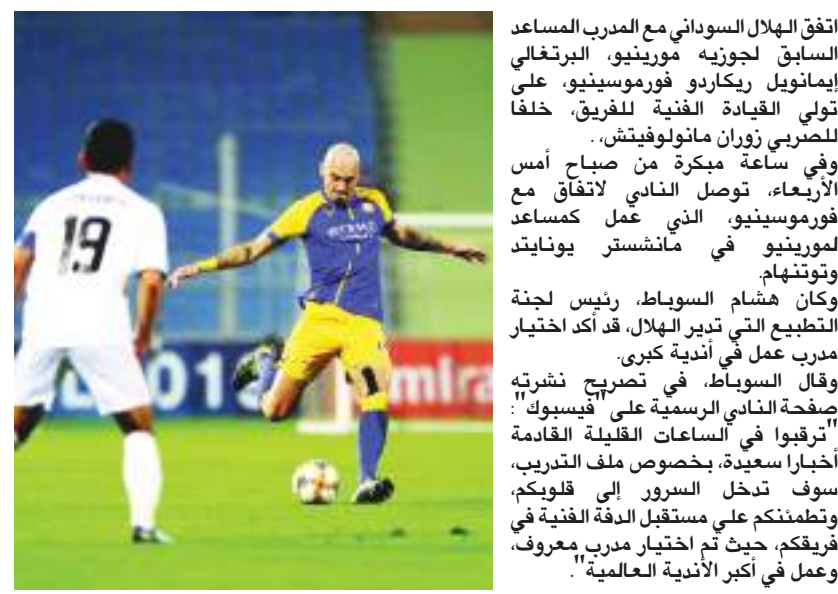 اتفق الهلال السوداني مع المدرب المساعد
السابق لجوزيه مورينيو، البرتغالي
إيمانويل ريكاردو فورموسينيو، على
تولي القيادة الفنية للفريق، خلفا
للصربي زوران مانولوفيتش، .
وفي ساعة مبكرة من صباح أمس
الأربعاء، توصل النادي لاتفاق مع
فورموسينيو، الذي عمل كمساعد
لمورينيو في مانشستر يونايتد
وتوتنهام.
وكان هشام السوباط، رئيس لجنة
التطبيع التي تدير الهلال، قد أكد اختيار
مدرب عمل في أندية كبرى.
وقال السوباط، في تصريح نشرته
صفحة النادي الرسمية على "فيسبوك":
"ترقبوا في الساعات القليلة القادمة
أخبارا سعيدة، بخصوص ملف التدريب،
سوف تدخل السرور إلى قلوبكم،
وتطمئنكم علي مستقبل الدفة الفنية في
فريقكم، حيث تم اختيار مدرب معروف،
وعمل في أكبر الأندية العالمية".
19